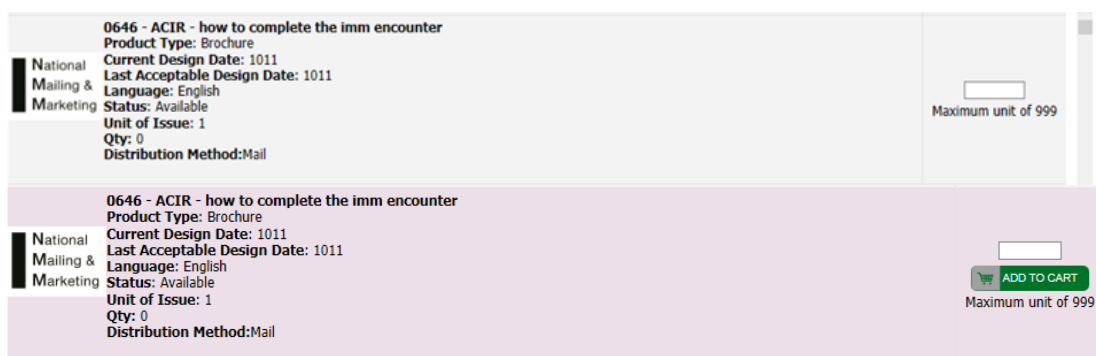 0646 - ACIR - how to complete the imm encounter
Product Type: Brochure
Current Design Date: 1011
Last Acceptable Design Date: 1011
Language: English
Status: Available
Unit of Issue: 1
Qty: 0
Distribution Method:Mail
National
Mailing &
Marketing
Maximum unit of 999
0646 - ACIR - how to complete the imm encounter
Product Type: Brochure
Current Design Date: 1011
Last Acceptable Design Date: 1011
Language: English
Status: Available
Unit of Issue: 1
Qty: 0
Distribution Method:Mail
National
Mailing &
Marketing
ADD TO CART
Maximum unit of 999